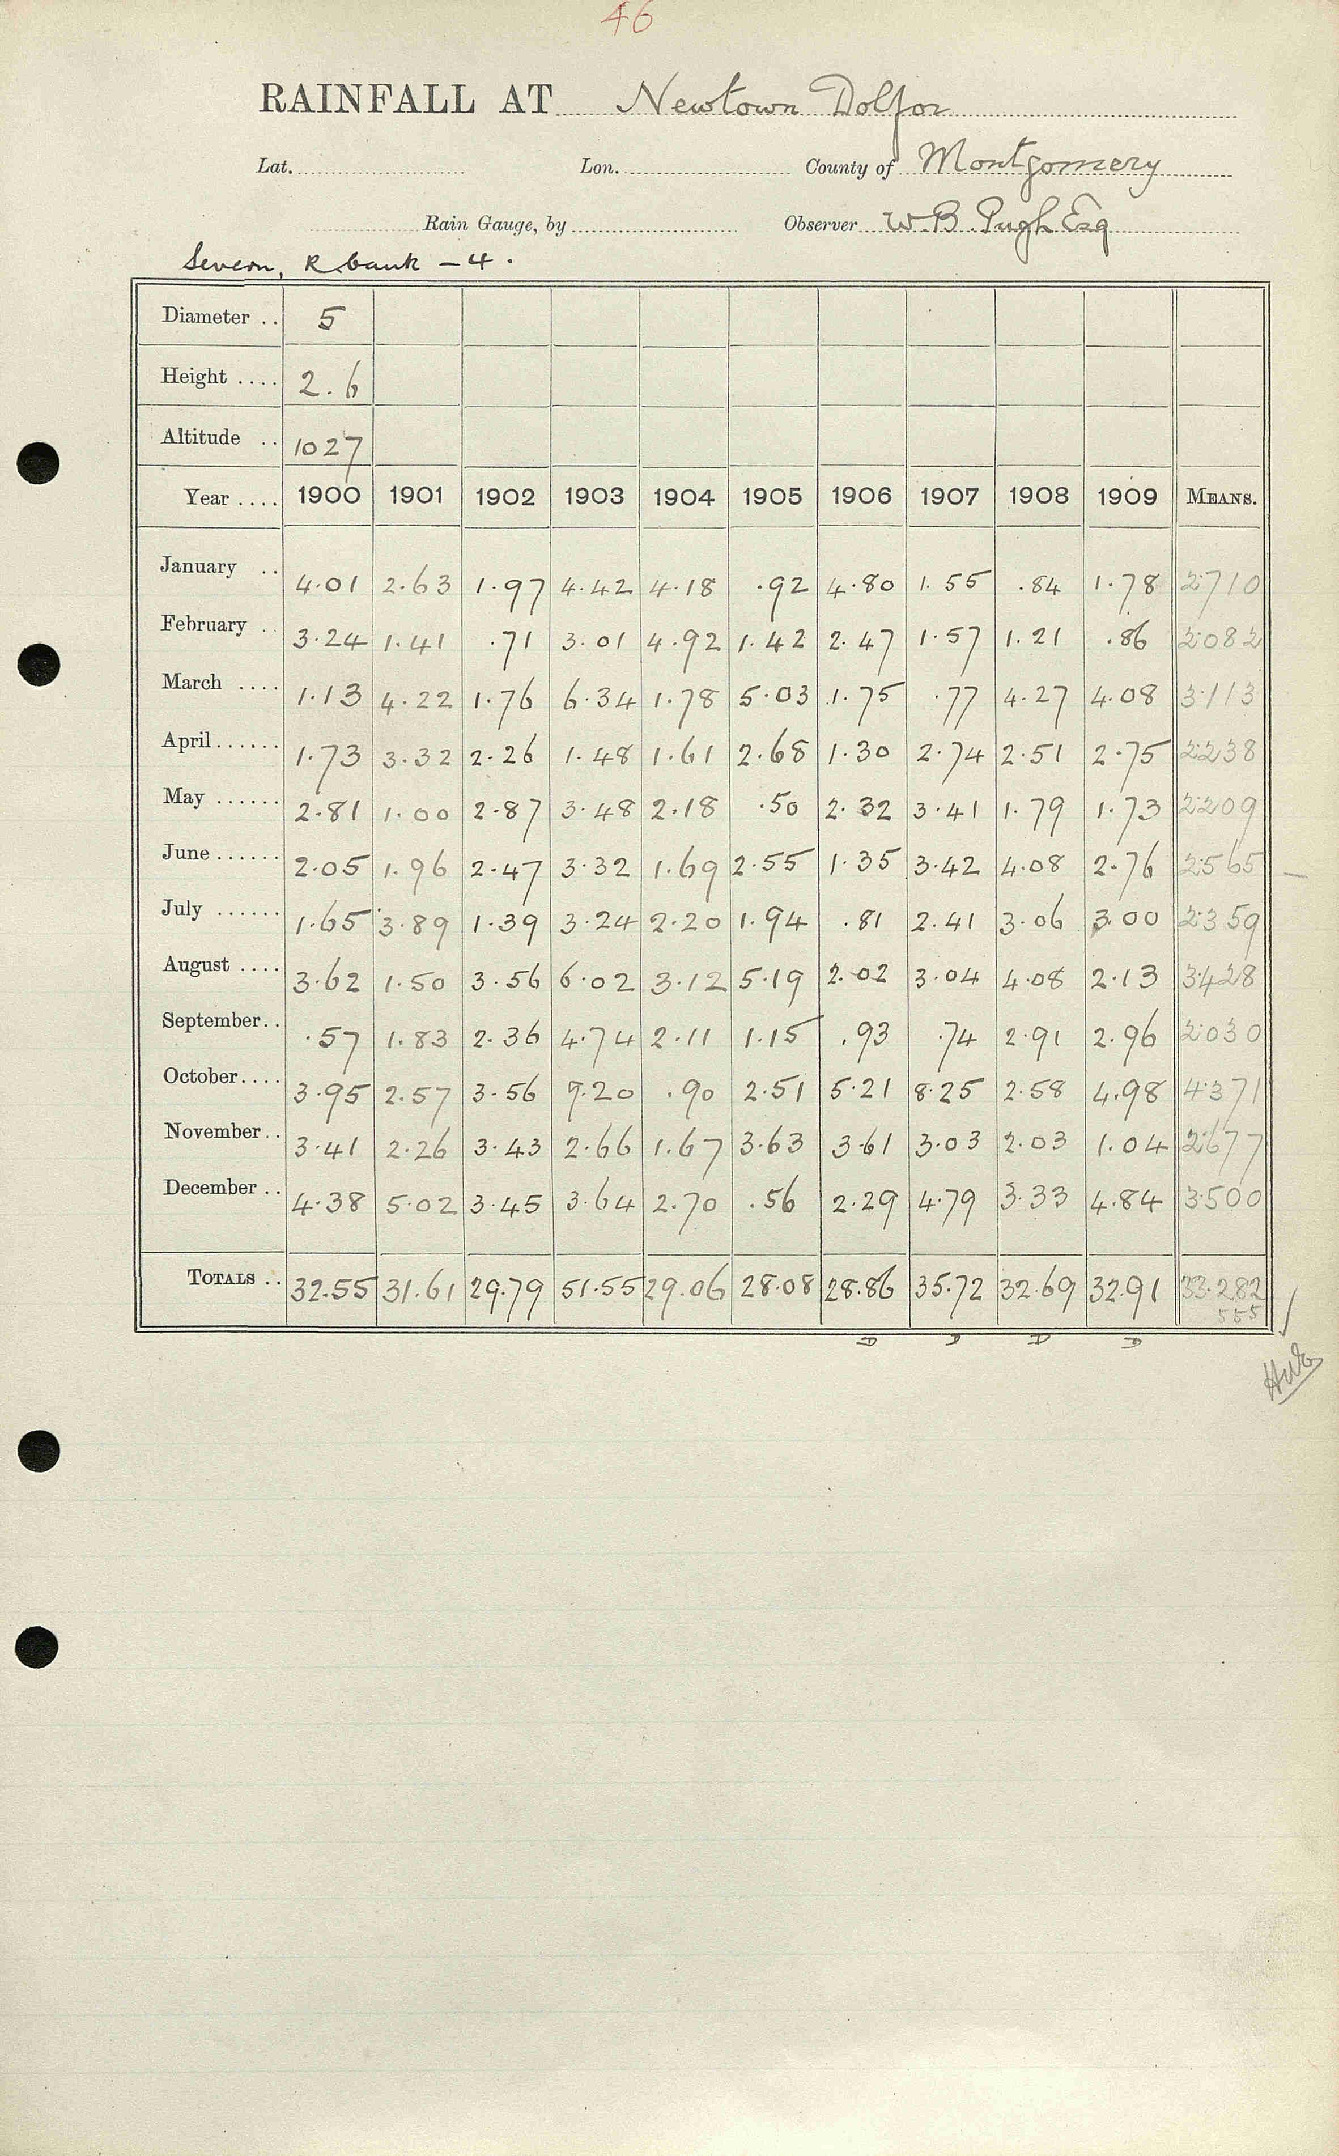 46
RAINFALL AT Newtown Dolfor
Lat. Lon. County of Montgomery
Rain Gauge, by Observer W. B. Pugh Esq
Severn, R bank - 4.
Diameter .. 5
Height .... 2.6
Altitude .. 1027
Year .... 1900 1901 1902 1903 1904 1905 1906 1907 1908 1909 MEANS.
January .. 4.01 2.63 1.97 4.42 4.18 .92 4.80 1.55 .84 1.78 2.710
February .. 3.24 1.41 .71 3.01 4.92 1.42 2.47 1.57 1.21 .86 2.082
March .... 1.13 4.22 1.76 6.34 1.78 5.03 1.75 .77 4.27 4.08 3.113
April...... 1.73 3.32 2.26 1.48 1.61 2.68 1.30 2.74 2.51 2.75 2.238
May ...... 2.81 1.00 2.87 3.48 2.18 .50 2.32 3.41 1.79 1.73 2.209
June...... 2.05 1.96 2.47 3.32 1.69 2.55 1.35 3.42 4.08 2.76 2.565
July ...... 1.65 3.89 1.39 3.24 2.20 1.94 .81 2.41 3.06 3.00 2.359
August .... 3.62 1.50 3.56 6.02 3.12 5.19 2.02 3.04 4.08 2.13 3.428
September.. .57 1.83 2.36 4.74 2.11 1.15 .93 .74 2.91 2.96 2.030
October.... 3.95 2.57 3.56 9.20 .90 2.51 5.21 8.25 2.58 4.98 4.371
November.. 3.41 2.26 3.43 2.66 1.67 3.63 3.61 3.03 2.03 1.04 2.677
December .. 4.38 5.02 3.45 3.64 2.70 .56 2.29 4.79 3.33 4.84 3.500
TOTALS .. 32.55 31.61 29.79 51.55 29.06 28.08 28.86 35.72 32.69 32.91 33.282
555
D D D D